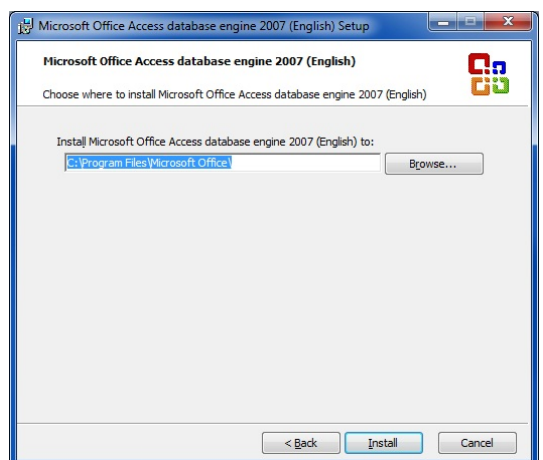 Microsoft Office Access database engine 2007 (English) Setup
Microsoft Office Access database engine 2007 (English)
Choose where to install Microsoft Office Access database engine 2007 (English)
Install Microsoft Office Access database engine 2007 (English) to:
C:\Program Files\Microsoft Office\
Browse...
< Back
Install
Cancel